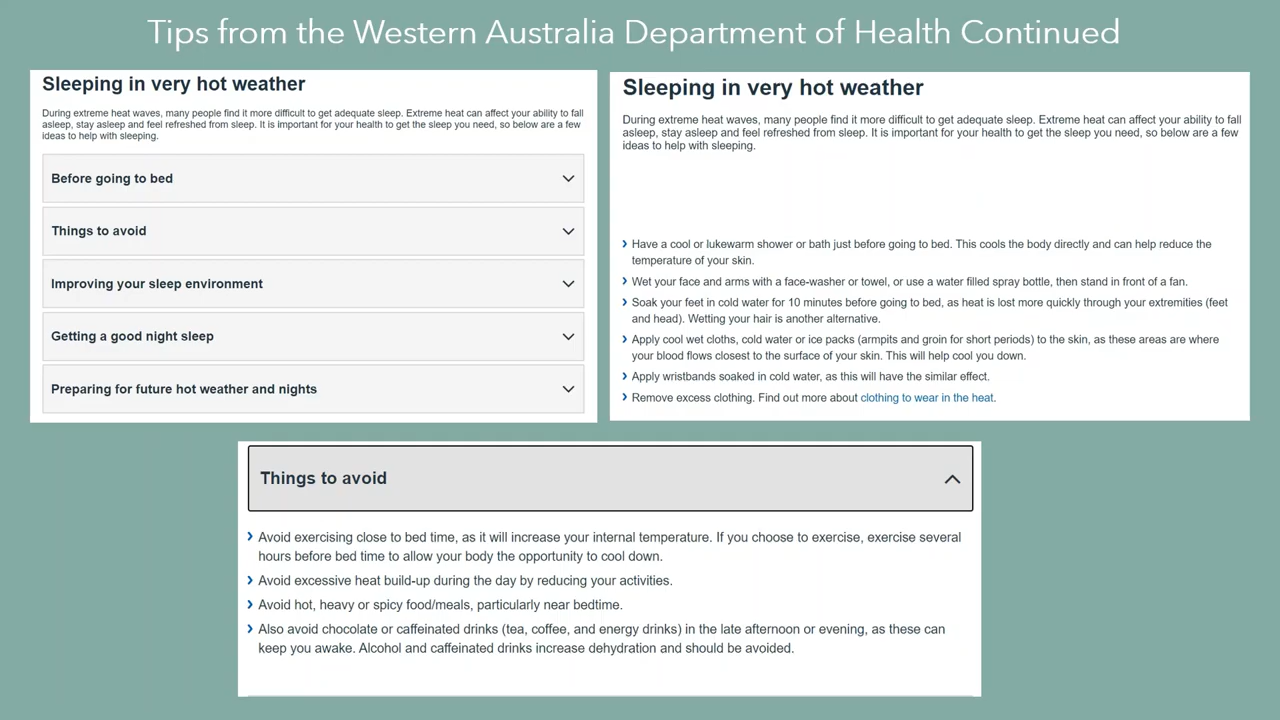 Tips from the Western Australia Department of Health Continued
Sleeping in very hot weather
During extreme heat waves, many people find it more difficult to get adequate sleep. Extreme heat can affect your ability to fall
asleep, stay asleep and feel refreshed from sleep. It is important for your health to get the sleep you need, so below are a few
ideas to help with sleeping.
Before going to bed
Things to avoid
Improving your sleep environment
Getting a good night sleep
Preparing for future hot weather and nights
Sleeping in very hot weather
During extreme heat waves, many people find it more difficult to get adequate sleep. Extreme heat can affect your ability to fall
asleep, stay asleep and feel refreshed from sleep. It is important for your health to get the sleep you need, so below are a few
ideas to help with sleeping.
Have a cool or lukewarm shower or bath just before going to bed. This cools the body directly and can help reduce the
temperature of your skin.
Wet your face and arms with a face-washer or towel, or use a water filled spray bottle, then stand in front of a fan.
Soak your feet in cold water for 10 minutes before going to bed, as heat is lost more quickly through your extremities (feet
and head). Wetting your hair is another alternative.
Apply cool wet cloths, cold water or ice packs (armpits and groin for short periods) to the skin, as these areas are where
your blood flows closest to the surface of your skin. This will help cool you down.
Apply wristbands soaked in cold water, as this will have the similar effect.
Remove excess clothing. Find out more about clothing to wear in the heat.
Things to avoid
Avoid exercising close to bed time, as it will increase your internal temperature. If you choose to exercise, exercise several
hours before bed time to allow your body the opportunity to cool down.
Avoid excessive heat build-up during the day by reducing your activities.
Avoid hot, heavy or spicy food/meals, particularly near bedtime.
Also avoid chocolate or caffeinated drinks (tea, coffee, and energy drinks) in the late afternoon or evening, as these can
keep you awake. Alcohol and caffeinated drinks increase dehydration and should be avoided.